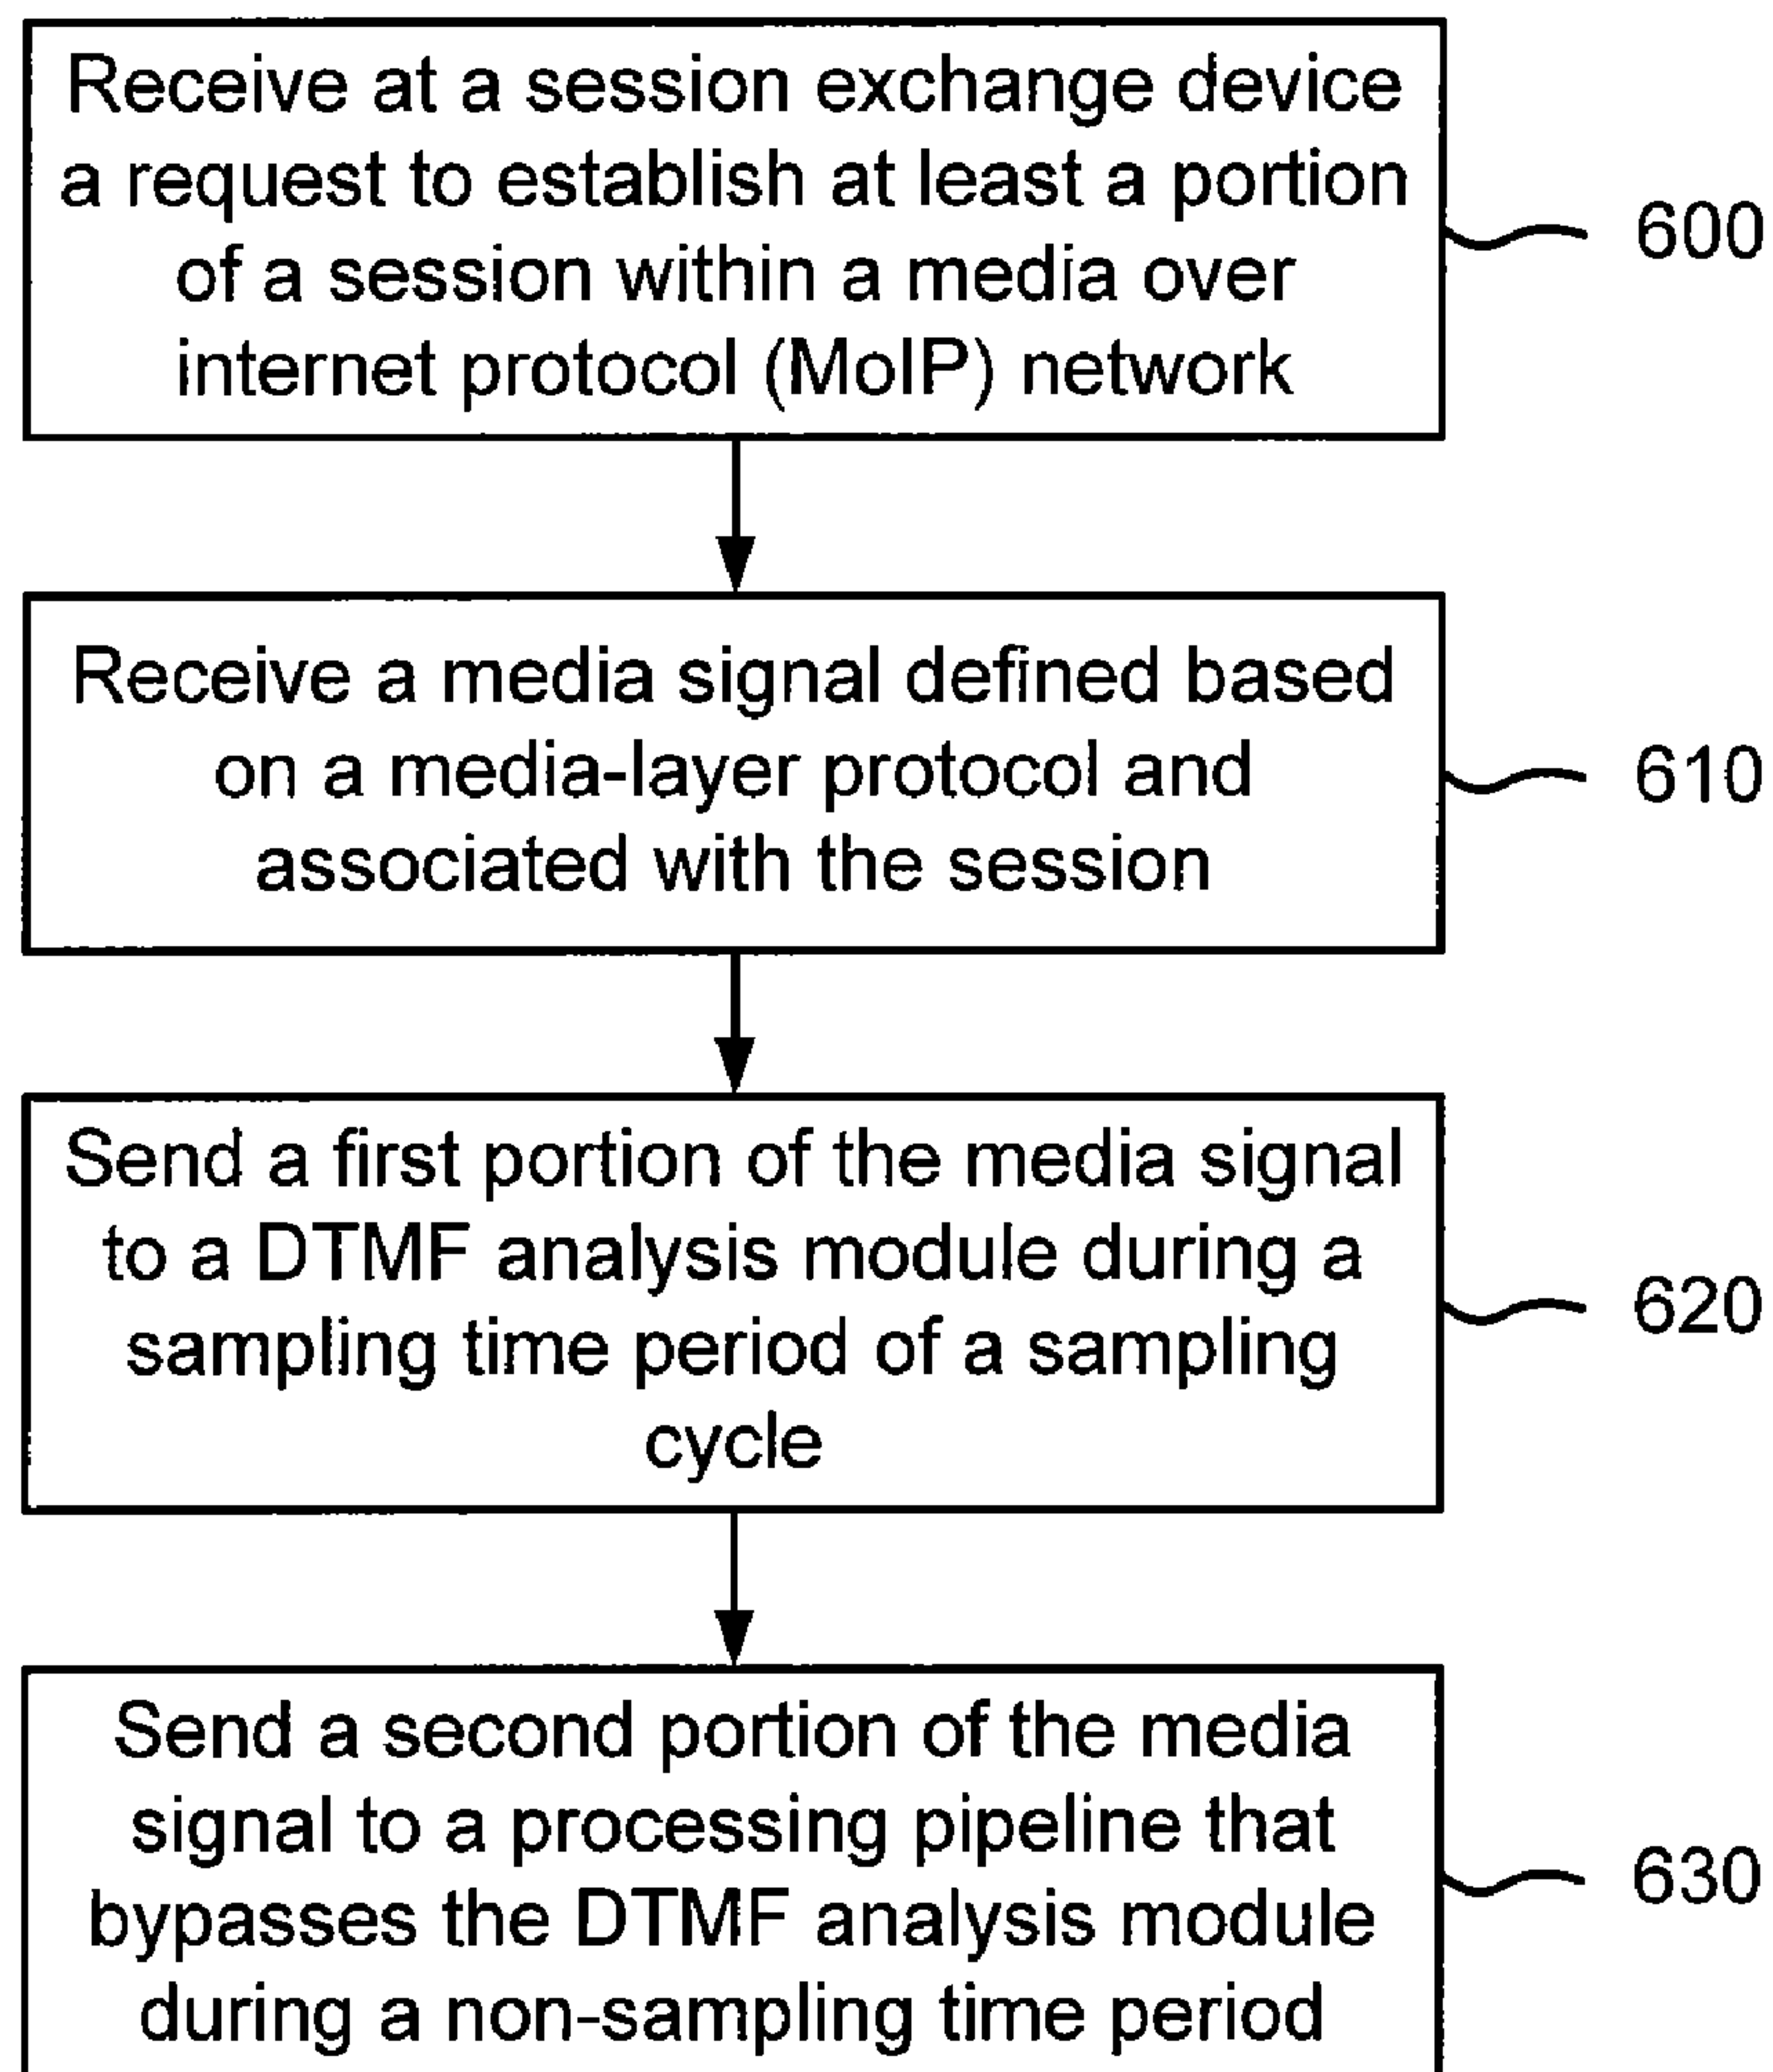 Receive at a session exchange device
a request to establish at least a portion
of a session within a media over
internet protocol (MoIP) network
600
Receive a media signal defined based
on a media-layer protocol and
associated with the session
610
Send a first portion of the media signal
to a DTMF analysis module during a
sampling time period of a sampling
cycle
620
Send a second portion of the media
signal to a processing pipeline that
bypasses the DTMF analysis module
during a non-sampling time period
630